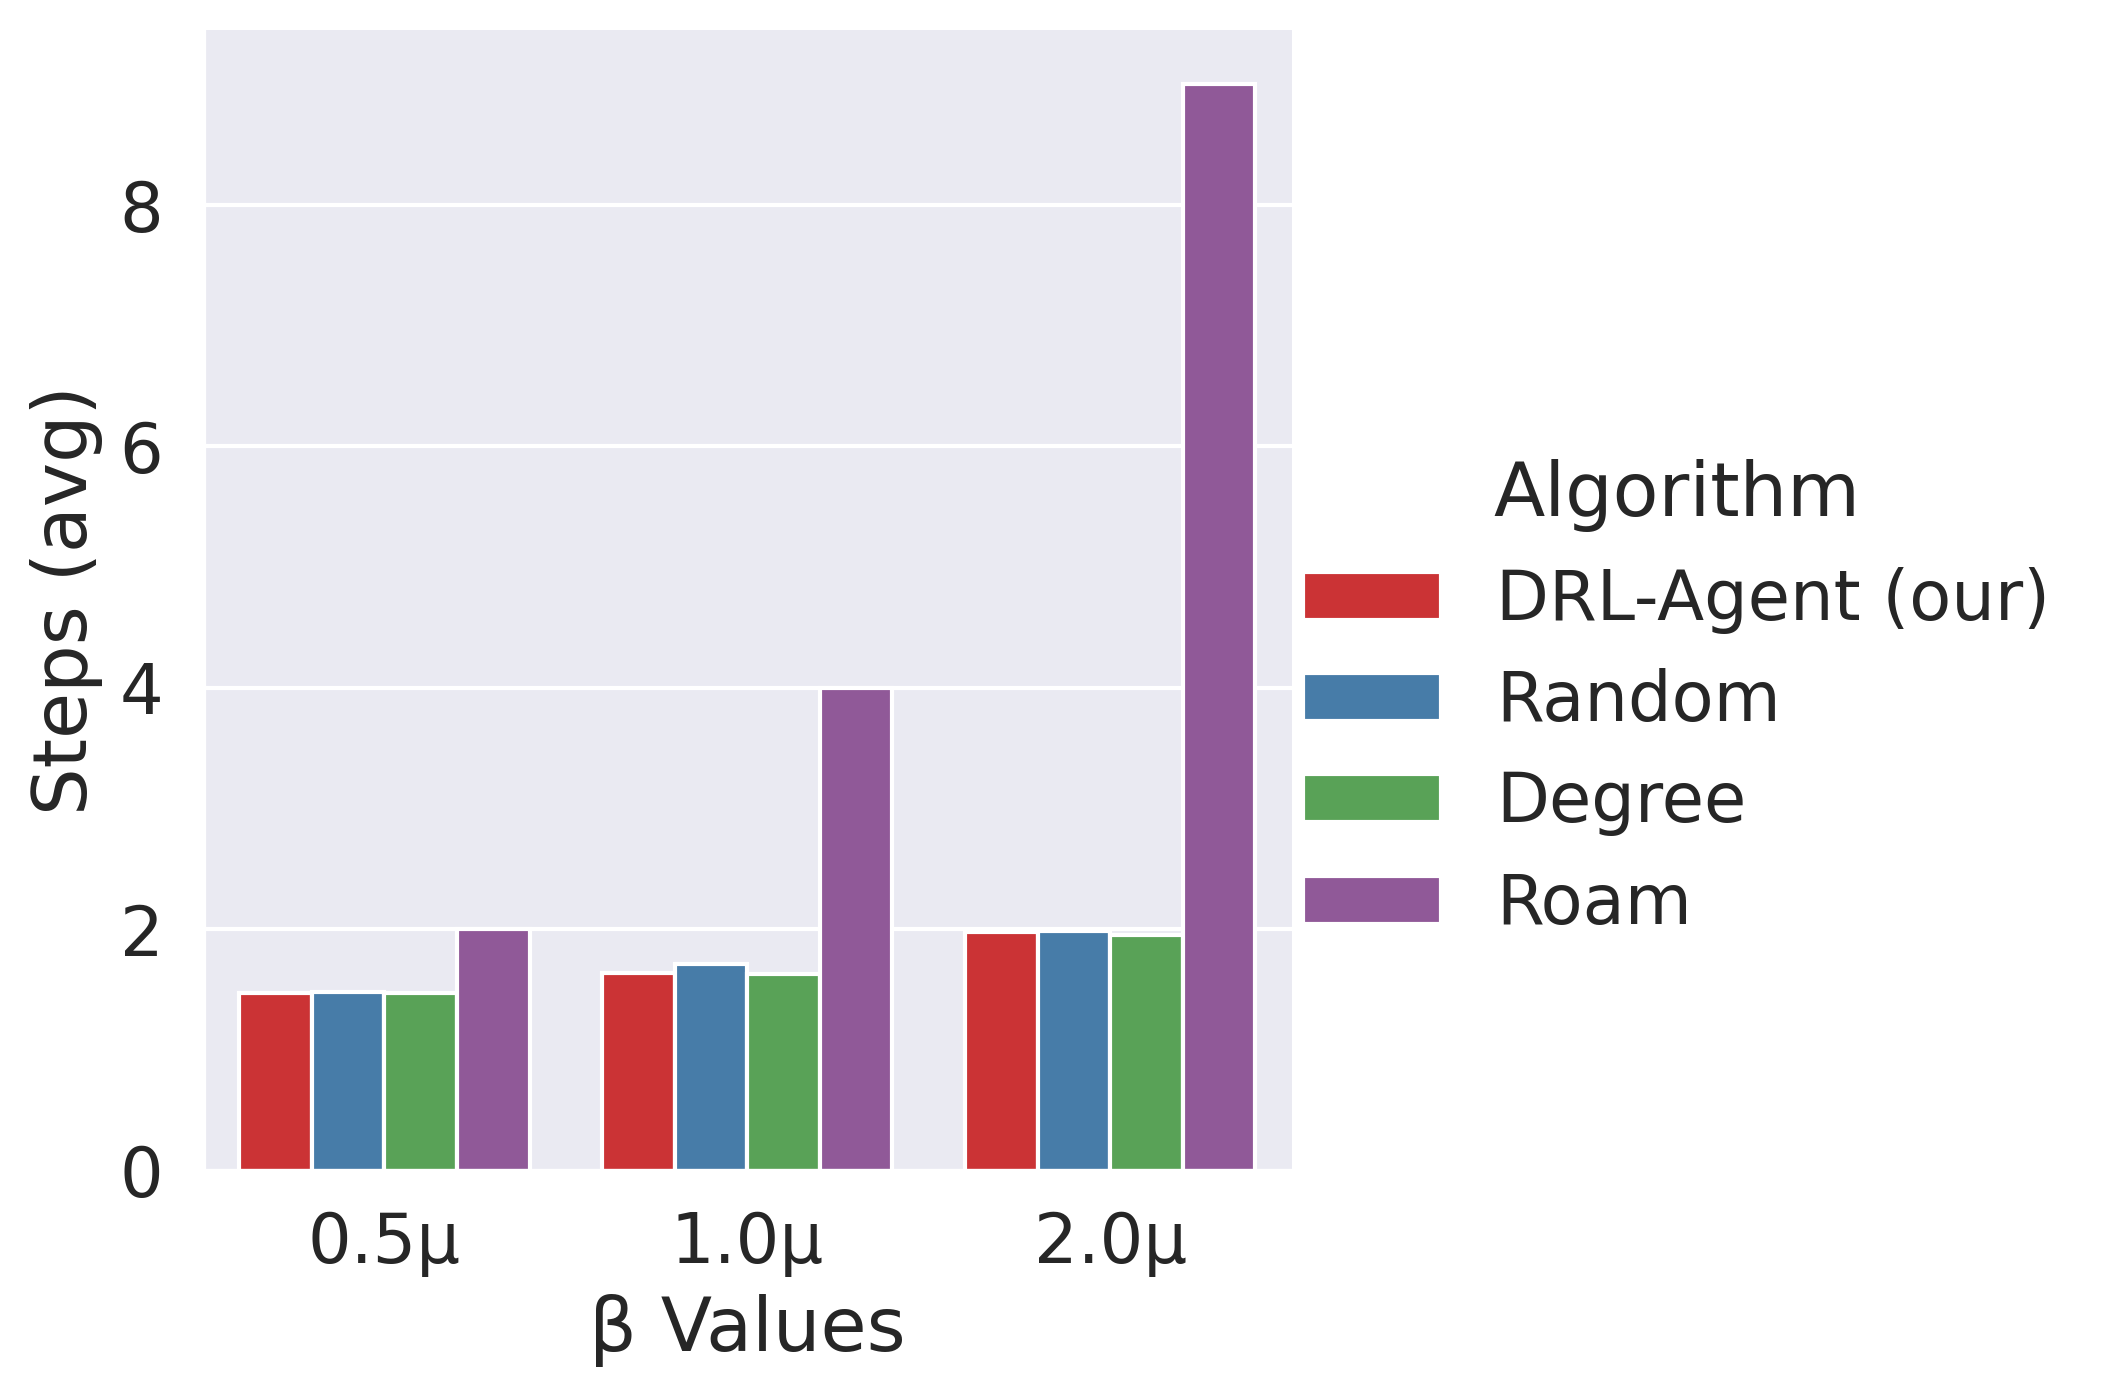 Steps (avg)
8
6
4
2
0
0.5μ 1.0μ 2.0μ
β Values
Algorithm
DRL-Agent (our)
Random
Degree
Roam